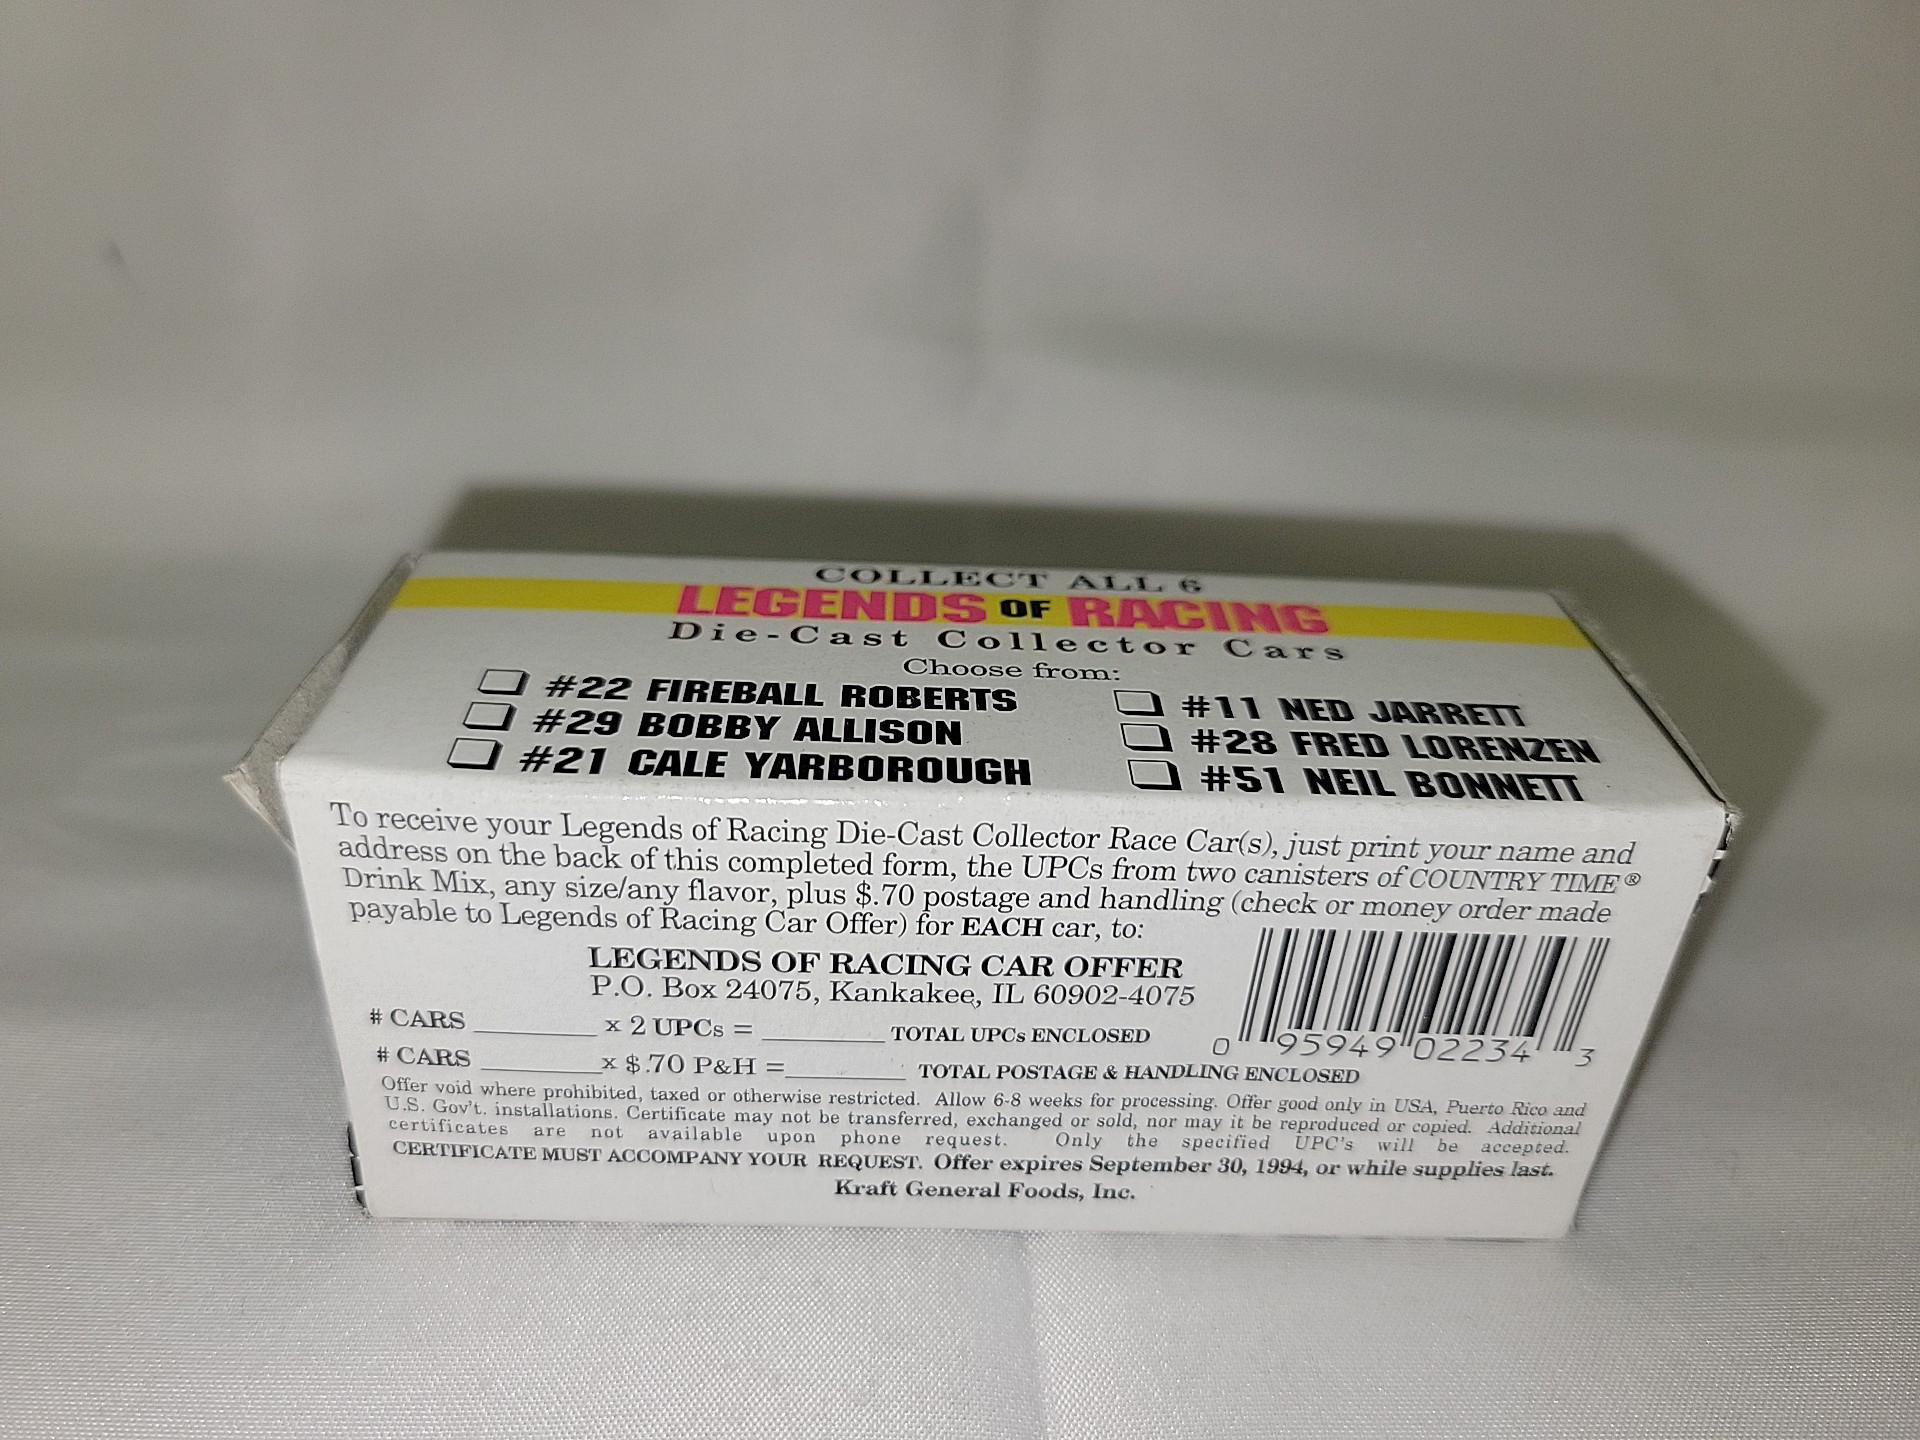 COLLECT ALL 6
LEGENDS OF RACING
Die-Cast Collector Cars
Choose from:
#22 FIREBALL ROBERTS
#29 BOBBY ALLISON
#21 CALE YARBOROUGH
#11 NED JARRETT
#28 FRED LORENZEN
#51 NEIL BONNETT
To receive your Legends of Racing Die-Cast Collector Race Car(s), just print your name and
address on the back of this completed form, the UPCs from two canisters of COUNTRY TIME®
Drink Mix, any size/any flavor, plus $.70 postage and handling (check or money order made
payable to Legends of Racing Car Offer) for EACH car, to:
LEGENDS OF RACING CAR OFFER
P.O. Box 24075, Kankakee, IL 60902-4075
# CARS ________ x 2 UPCs = ________ TOTAL UPCs ENCLOSED
# CARS ________ x $.70 P&H = ________ TOTAL POSTAGE & HANDLING ENCLOSED
0 95949 02234 3
Offer void where prohibited, taxed or otherwise restricted. Allow 6-8 weeks for processing. Offer good only in USA, Puerto Rico and
U.S. Gov't. installations. Certificate may not be transferred, exchanged or sold, nor may it be reproduced or copied. Additional
certificates are not available upon phone request. Only the specified UPC's will be accepted.
CERTIFICATE MUST ACCOMPANY YOUR REQUEST. Offer expires September 30, 1994, or while supplies last.
Kraft General Foods, Inc.